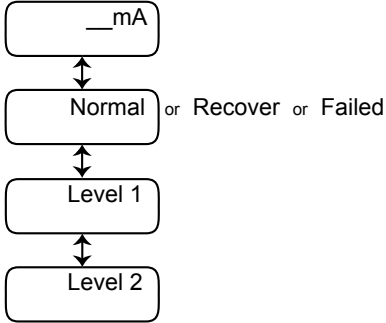 __mA
Normal or Recover or Failed
Level 1
Level 2